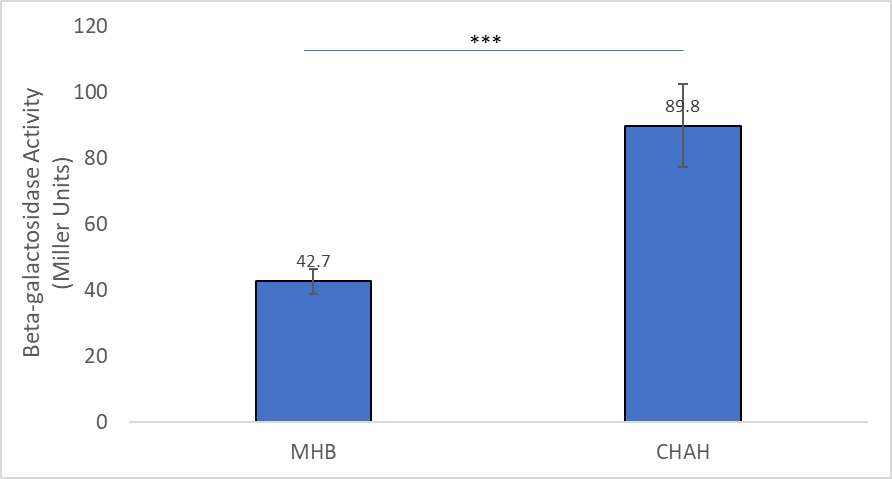 120
***
100
89.8
80
60
42.7
40
20
0
Beta-galactosidase Activity
(Miller Units)
MHB
CHAH